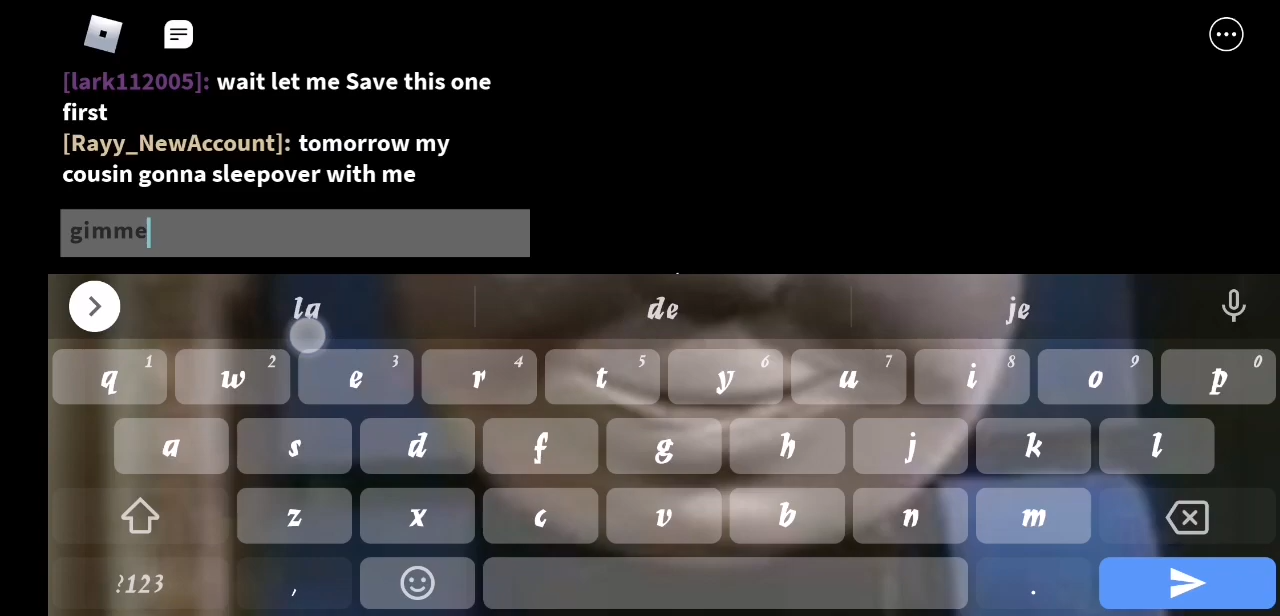 [lark112005]: wait let me Save this one
first
[Rayy_NewAccount]: tomorrow my
cousin gonna sleepover with me
gimme
la de je
q 1 w 2 e 3 r 4 t 5 y 6 u 7 i 8 o 9 p 0
a s d f g h j k l
z x c v b n m
?123 , .